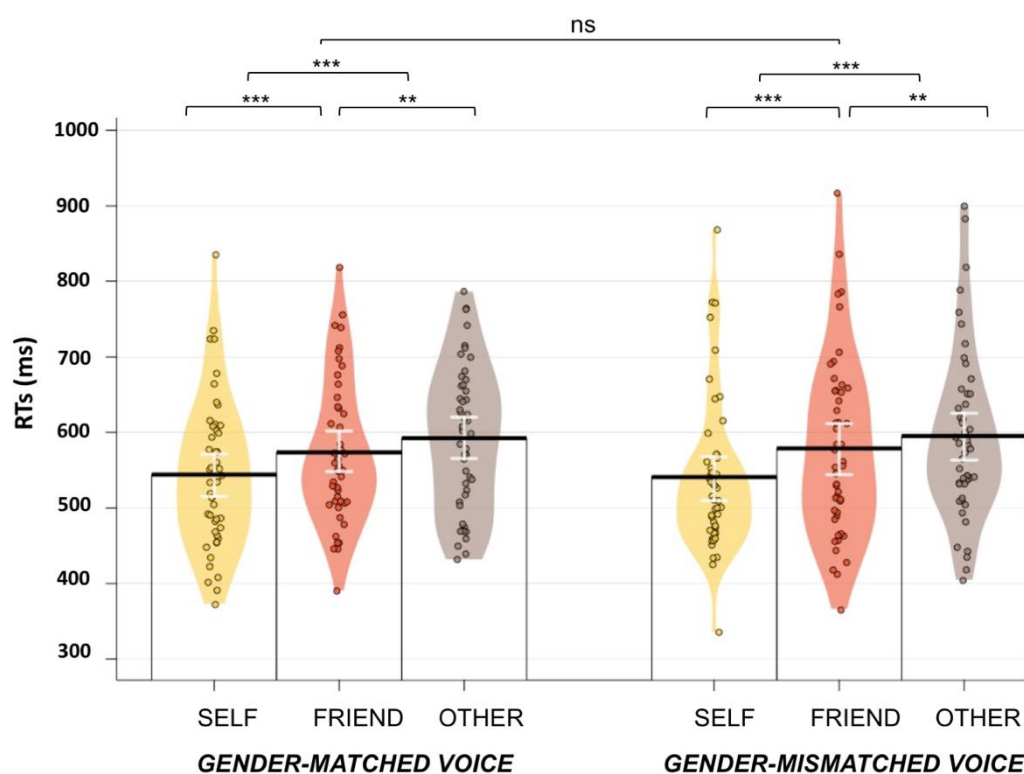 ns
*** ***
*** ** *** **
1000
900
800
700
600
500
400
300
RTs (ms)
SELF FRIEND OTHER SELF FRIEND OTHER
GENDER-MATCHED VOICE GENDER-MISMATCHED VOICE